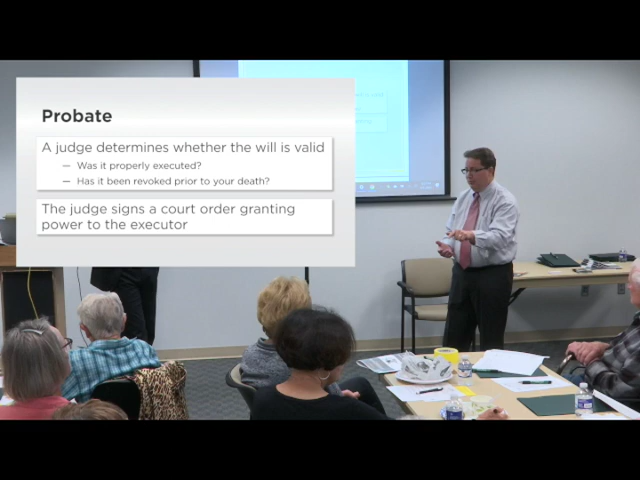 Probate
A judge determines whether the will is valid
— Was it properly executed?
— Has it been revoked prior to your death?
The judge signs a court order granting
power to the executor